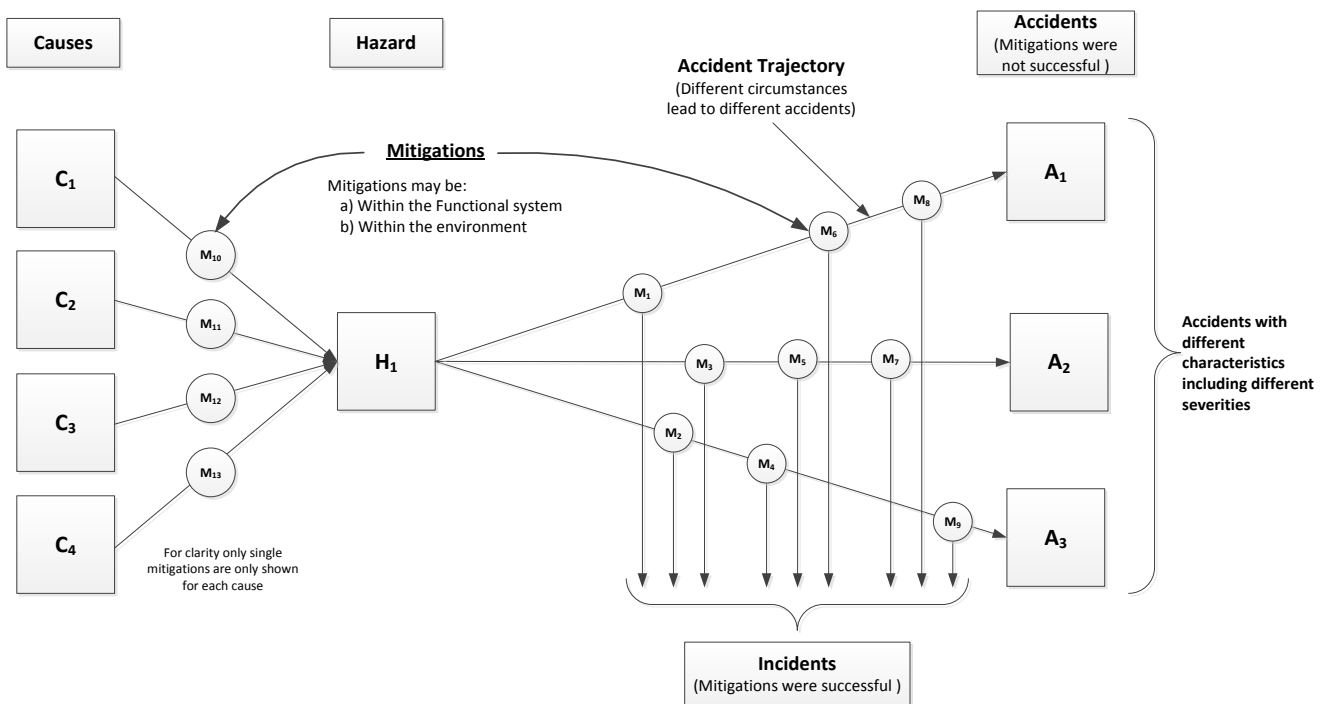 Causes
Hazard
Accidents
(Mitigations were
not successful )
Accident Trajectory
(Different circumstances
lead to different accidents)
Mitigations
Mitigations may be:
a) Within the Functional system
b) Within the environment
C1
C2
C3
C4
M10
M11
M12
M13
H1
M1
M6
M8
M3
M5
M7
M2
M4
M9
A1
A2
A3
Accidents with
different
characteristics
including different
severities
For clarity only single
mitigations are only shown
for each cause
Incidents
(Mitigations were successful )